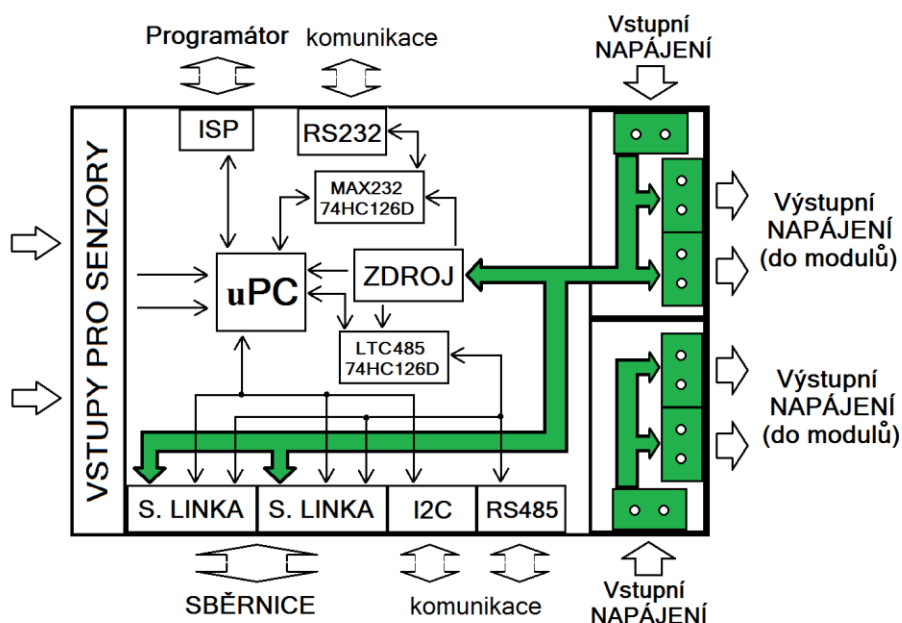 Programátor
komunikace
Vstupní
NAPÁJENÍ
ISP
RS232
MAX232
74HC126D
VSTUPY PRO SENZORY
uPC
ZDROJ
Výstupní
NAPÁJENÍ
(do modulů)
LTC485
74HC126D
Výstupní
NAPÁJENÍ
(do modulů)
S. LINKA
S. LINKA
I2C
RS485
SBĚRNICE
komunikace
Vstupní
NAPÁJENÍ